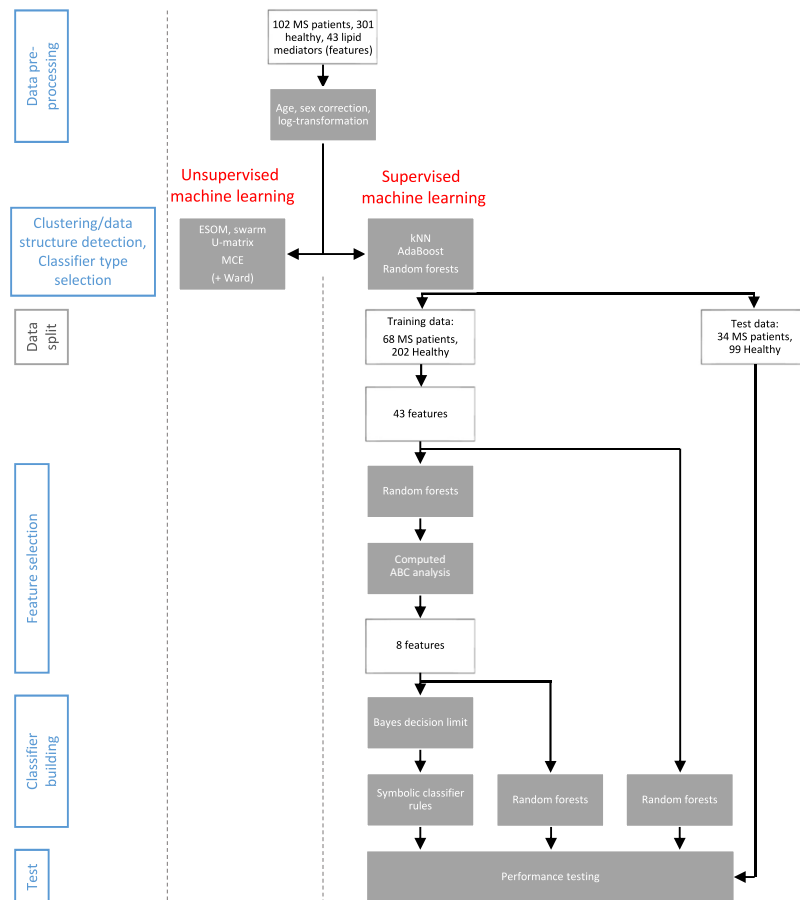 102 MS patients, 301
healthy, 43 lipid
mediators (features)
Data pre-
processing
Age, sex correction,
log-transformation
Unsupervised
machine learning
Supervised
machine learning
Clustering/data
structure detection,
Classifier type
selection
ESOM, swarm
U-matrix
MCE
(+ Ward)
kNN
AdaBoost
Random forests
Data
split
Training data:
68 MS patients,
202 Healthy
Test data:
34 MS patients,
99 Healthy
43 features
Feature selection
Random forests
Computed
ABC analysis
8 features
Classifier
building
Bayes decision limit
Symbolic classifier
rules
Random forests
Random forests
Test
Performance testing